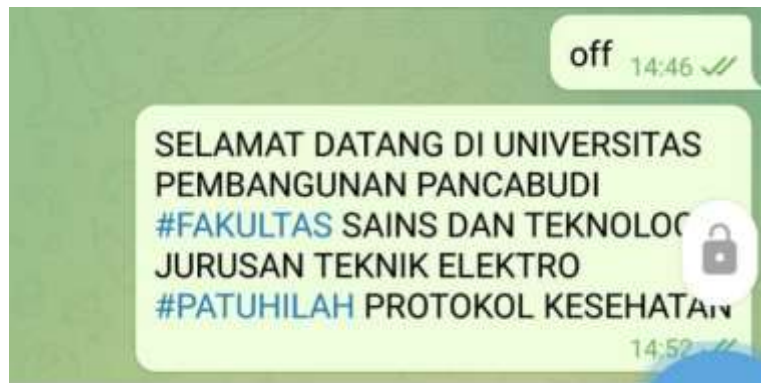 off 14:46
SELAMAT DATANG DI UNIVERSITAS
PEMBANGUNAN PANCABUDI
#FAKULTAS SAINS DAN
JURUSAN TEKNIK ELEKTRO
#PATUHILAH PROTOKOL KESEHATAN
14:52